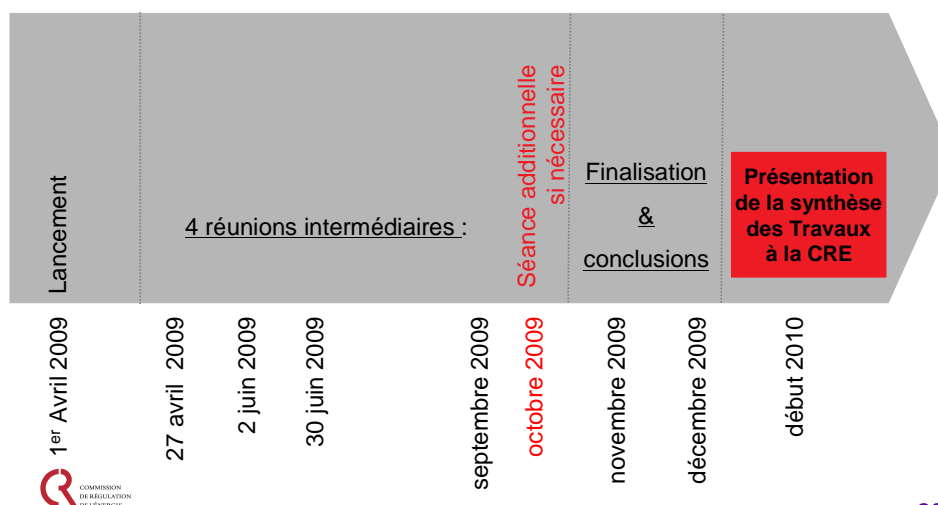 Lancement
4 réunions intermédiaires :
Séance additionnelle
si nécessaire
Finalisation
&
conclusions
Présentation
de la synthèse
des Travaux
à la CRE
1er Avril 2009
27 avril 2009
2 juin 2009
30 juin 2009
septembre 2009
octobre 2009
novembre 2009
décembre 2009
début 2010
COMMISSION
DE RÉGULATION
DE L'ÉNERGIE